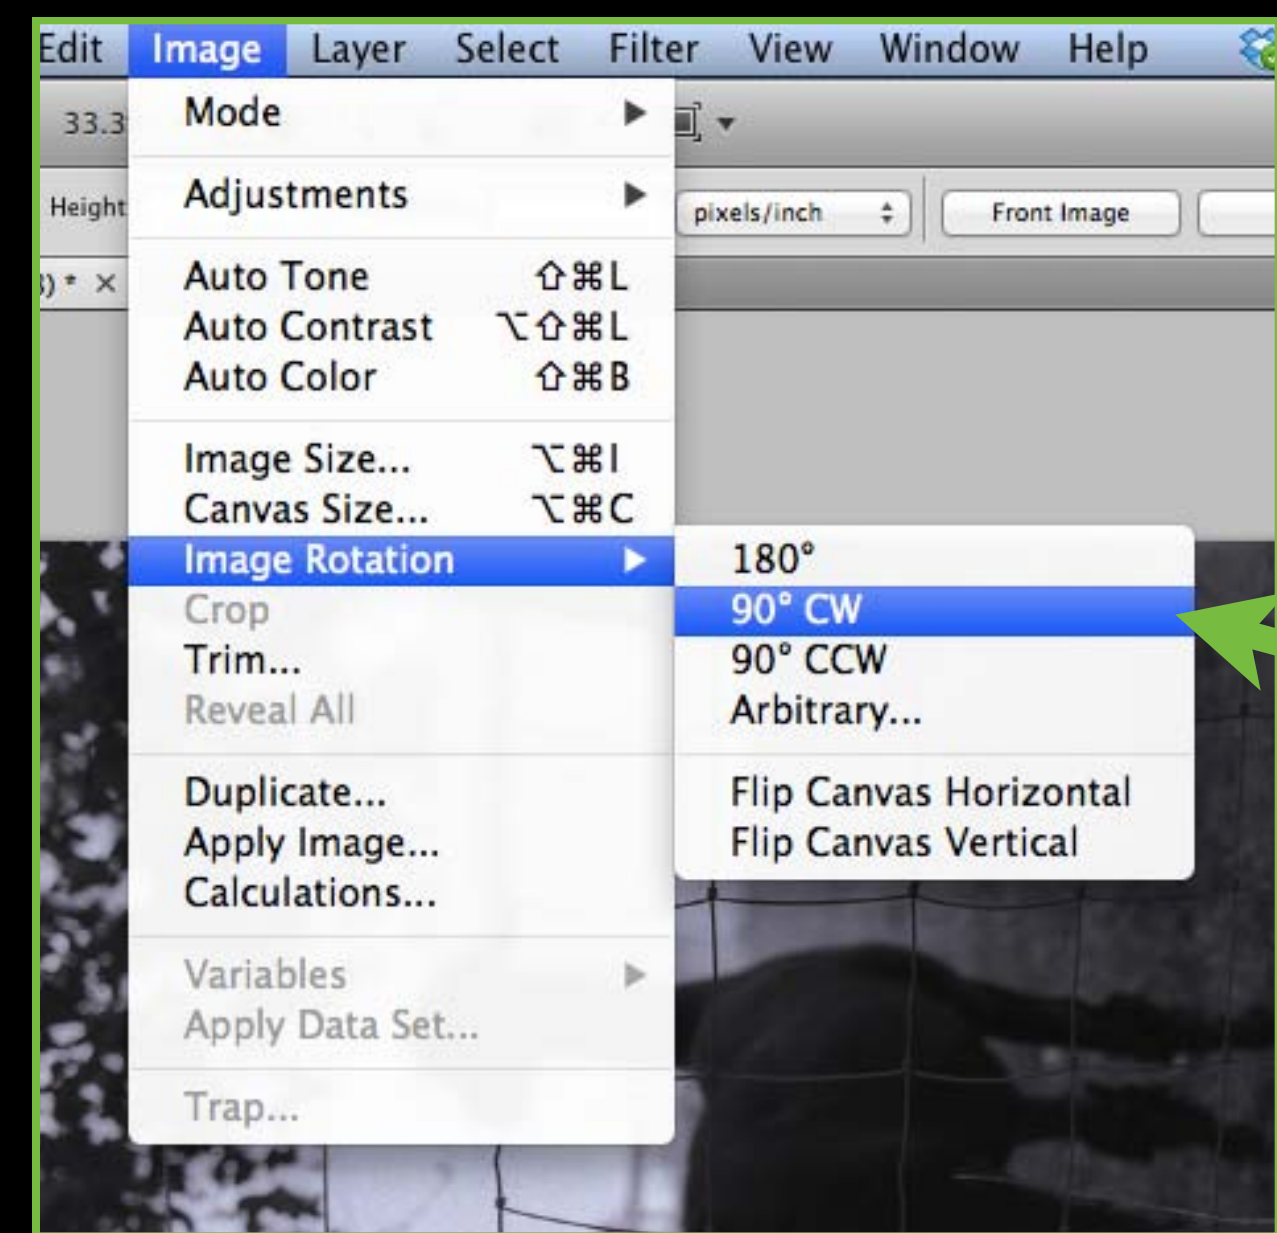 Edit Image Layer Select Filter View Window Help
33.3
Mode
Adjustments
Height
pixels/inch Front Image
) * ×
Auto Tone ⇧⌘L
Auto Contrast ⌥⇧⌘L
Auto Color ⇧⌘B
Image Size... ⌥⌘I
Canvas Size... ⌥⌘C
Image Rotation
Crop
Trim...
Reveal All
Duplicate...
Apply Image...
Calculations...
Variables
Apply Data Set...
Trap...
180°
90° CW
90° CCW
Arbitrary...
Flip Canvas Horizontal
Flip Canvas Vertical